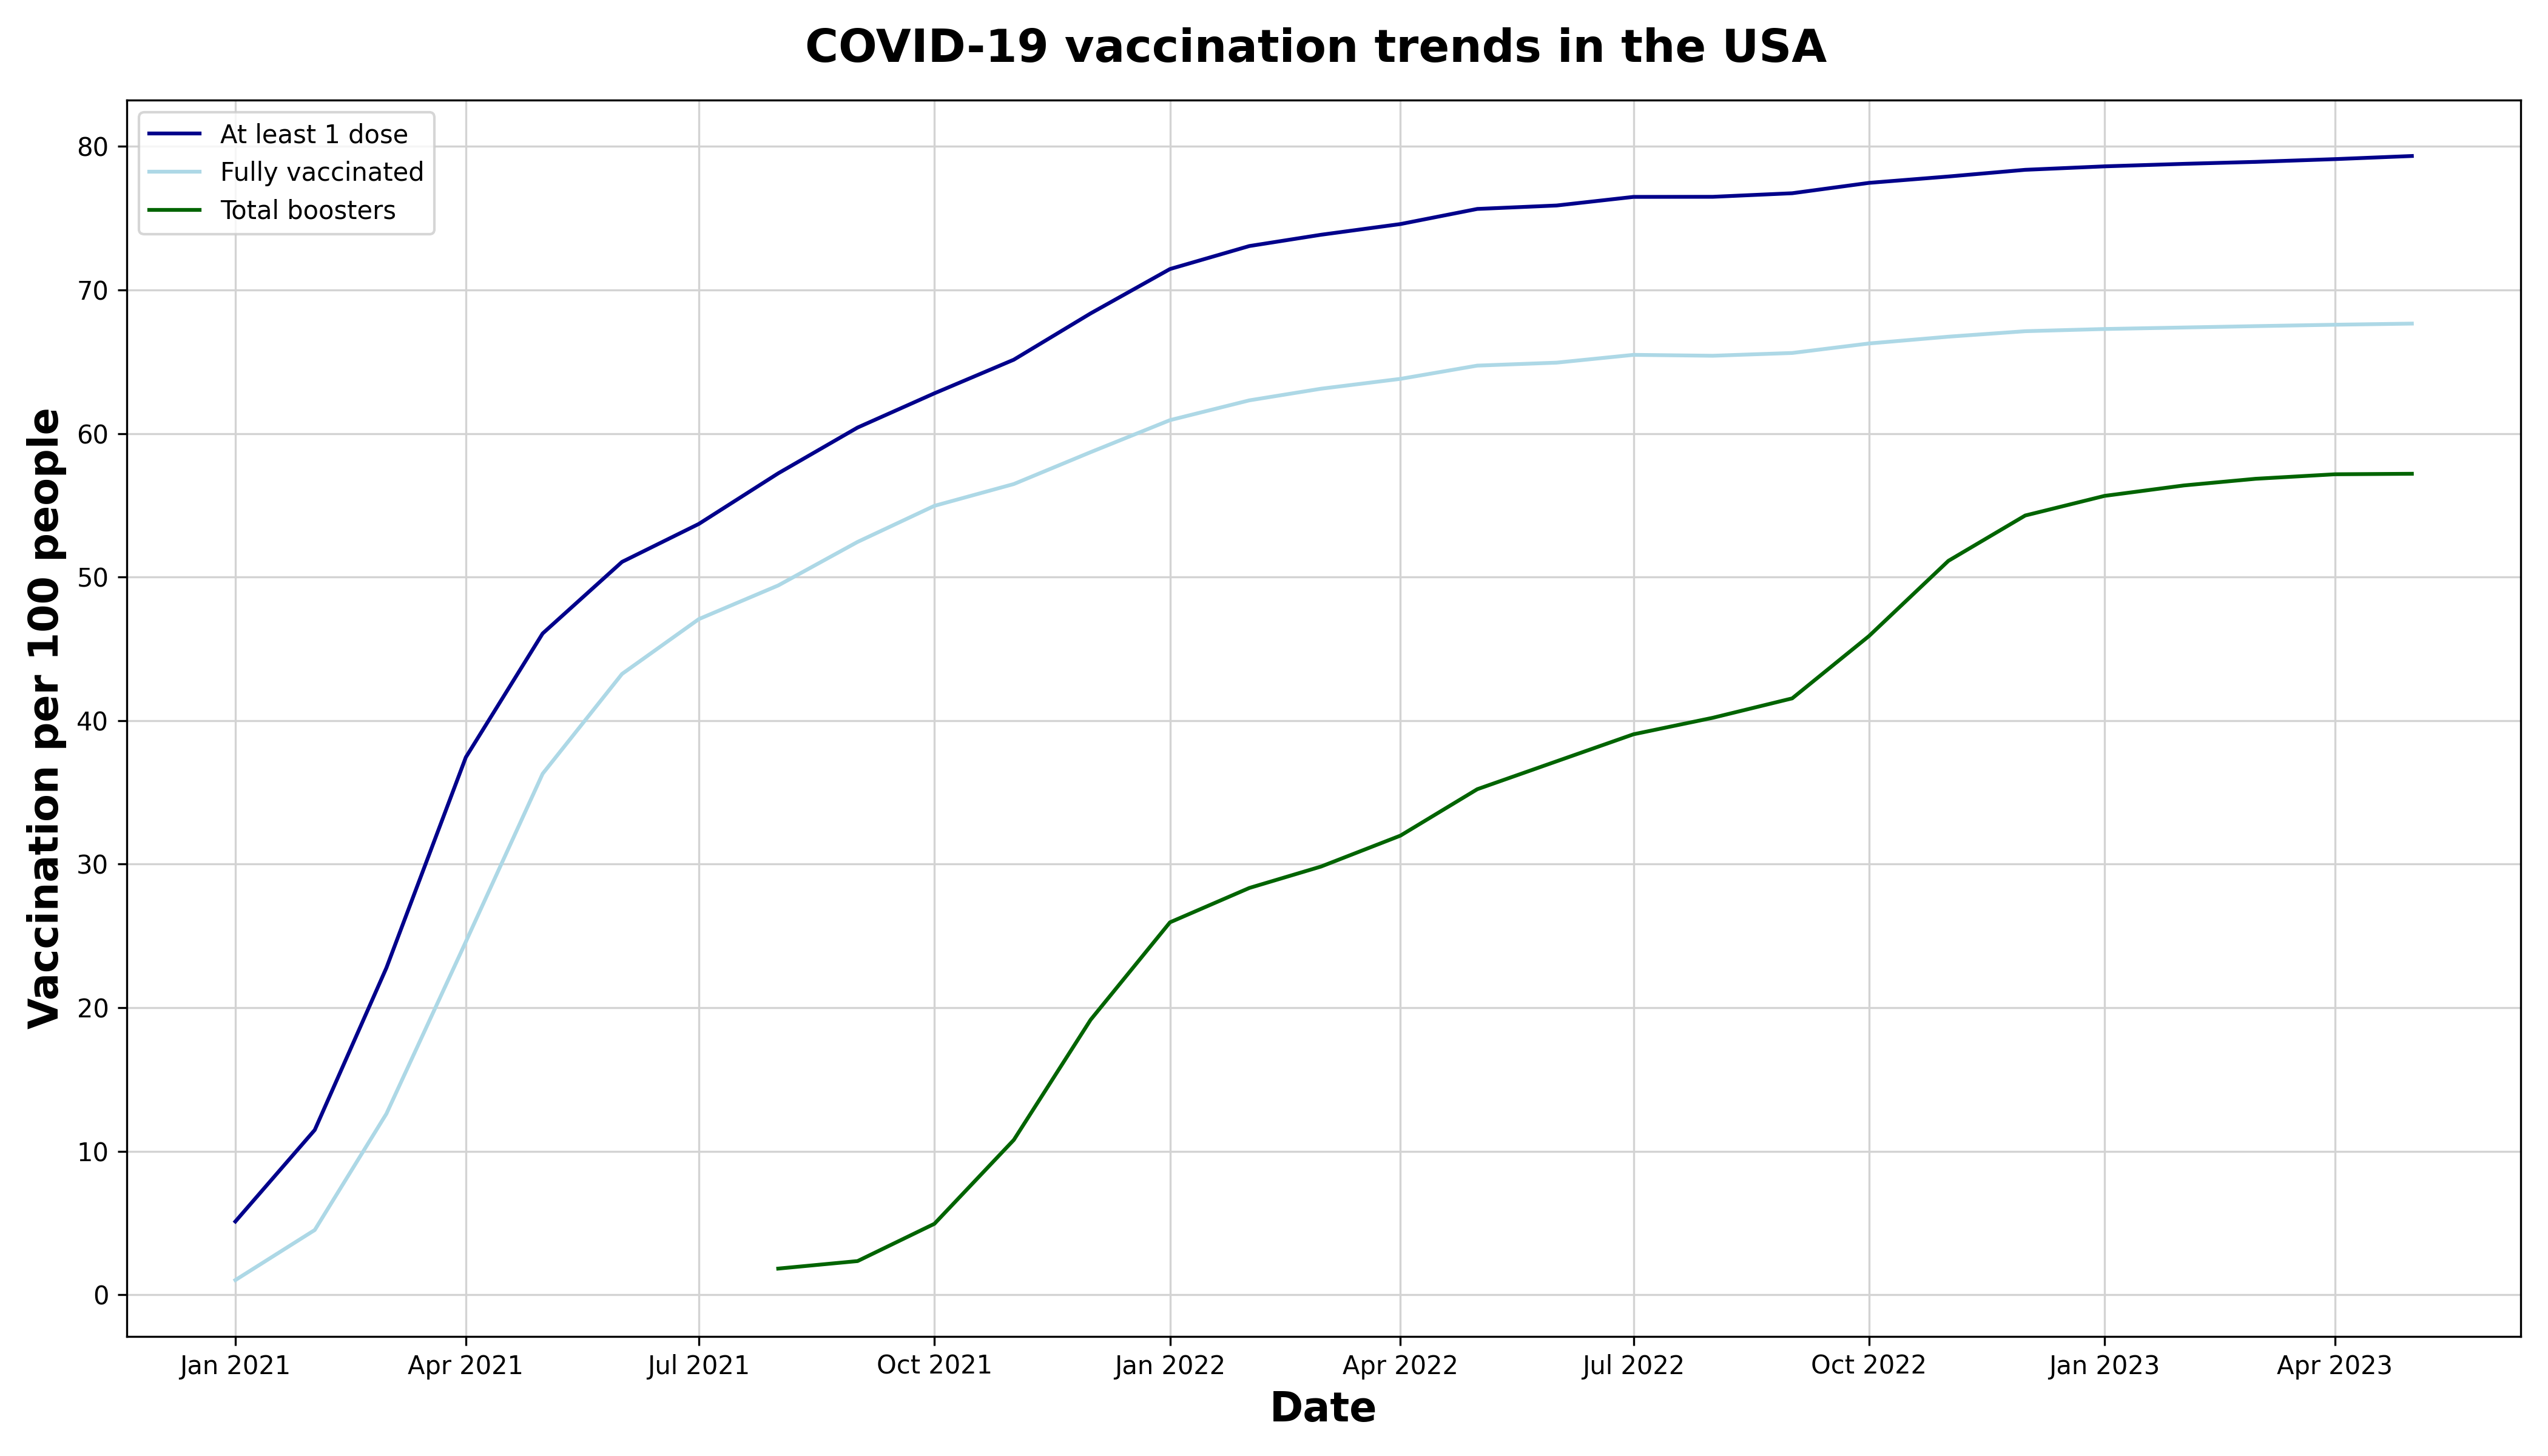 COVID-19 vaccination trends in the USA
At least 1 dose
Fully vaccinated
Total boosters
Vaccination per 100 people
80
70
60
50
40
30
20
10
0
Jan 2021 Apr 2021 Jul 2021 Oct 2021 Jan 2022 Apr 2022 Jul 2022 Oct 2022 Jan 2023 Apr 2023
Date